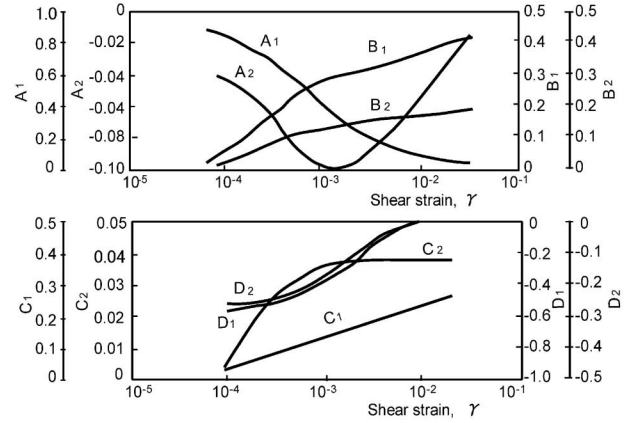 1.0 0 0.5 0.5
A1 A2
0.8 -0.02 B1 0.4 0.4
A1
0.6 -0.04 A2 0.3 0.3
A1 A2 B1 B2
0.4 -0.06 B2 0.2 0.2
0.2 -0.08 0.1 0.1
0 -0.10 0 0
10-5 10-4 10-3 10-2 10-1
Shear strain, γ
0.5 0.05 0 0
0.4 0.04 C2 -0.2 -0.1
0.3 0.03 D2 -0.4 -0.2
C1 C2 D1 D2
0.2 0.02 D1 C1 -0.6 -0.3
0.1 0.01 -0.8 -0.4
0 0 -1.0 -0.5
10-5 10-4 10-3 10-2 10-1
Shear strain, γ